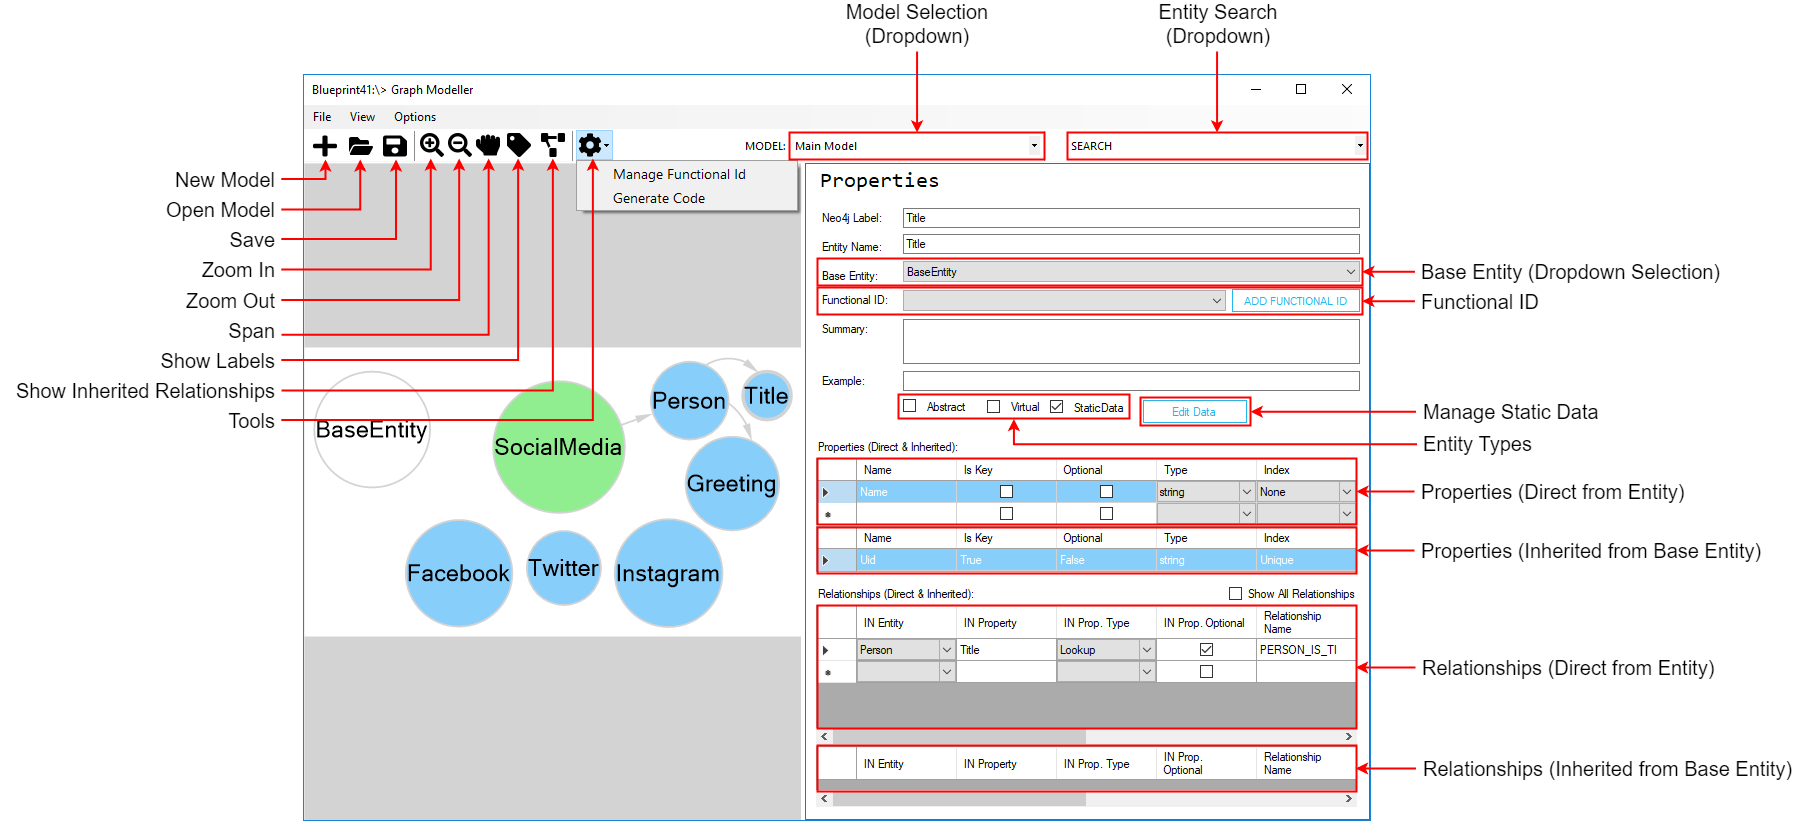 Model Selection
(Dropdown)
Entity Search
(Dropdown)
Blueprint41:\> Graph Modeller
File View Options
MODEL: Main Model
SEARCH
Manage Functional Id
Generate Code
New Model
Open Model
Save
Zoom In
Zoom Out
Span
Show Labels
Show Inherited Relationships
Tools
BaseEntity
SocialMedia
Person
Title
Greeting
Facebook
Twitter
Instagram
Properties
Neo4j Label: Title
Entity Name: Title
Base Entity: BaseEntity
Functional ID: ADD FUNCTIONAL ID
Summary:
Example:
Abstract Virtual StaticData Edit Data
Properties (Direct & Inherited):
Name Is Key Optional Type Index
Name string None
Name Is Key Optional Type Index
Uid True False string Unique
Relationships (Direct & Inherited): Show All Relationships
IN Entity IN Property IN Prop. Type IN Prop. Optional Relationship
Name
Person Title Lookup PERSON_IS_TI
IN Entity IN Property IN Prop. Type IN Prop.
Optional Relationship
Name
Base Entity (Dropdown Selection)
Functional ID
Manage Static Data
Entity Types
Properties (Direct from Entity)
Properties (Inherited from Base Entity)
Relationships (Direct from Entity)
Relationships (Inherited from Base Entity)